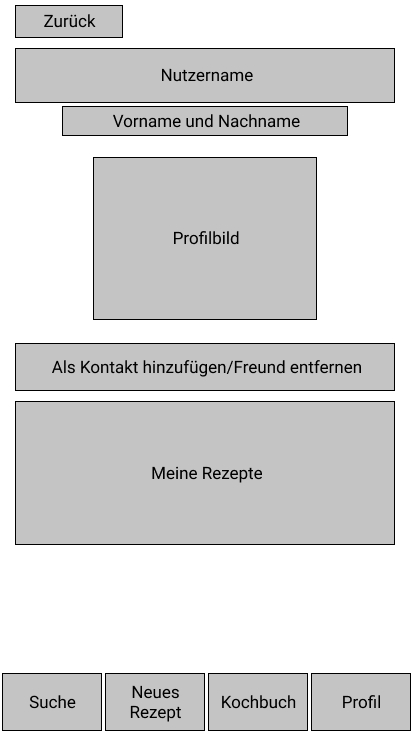 Zurück
Nutzername
Vorname und Nachname
Profilbild
Als Kontakt hinzufügen/Freund entfernen
Meine Rezepte
Suche
Neues
Rezept
Kochbuch
Profil